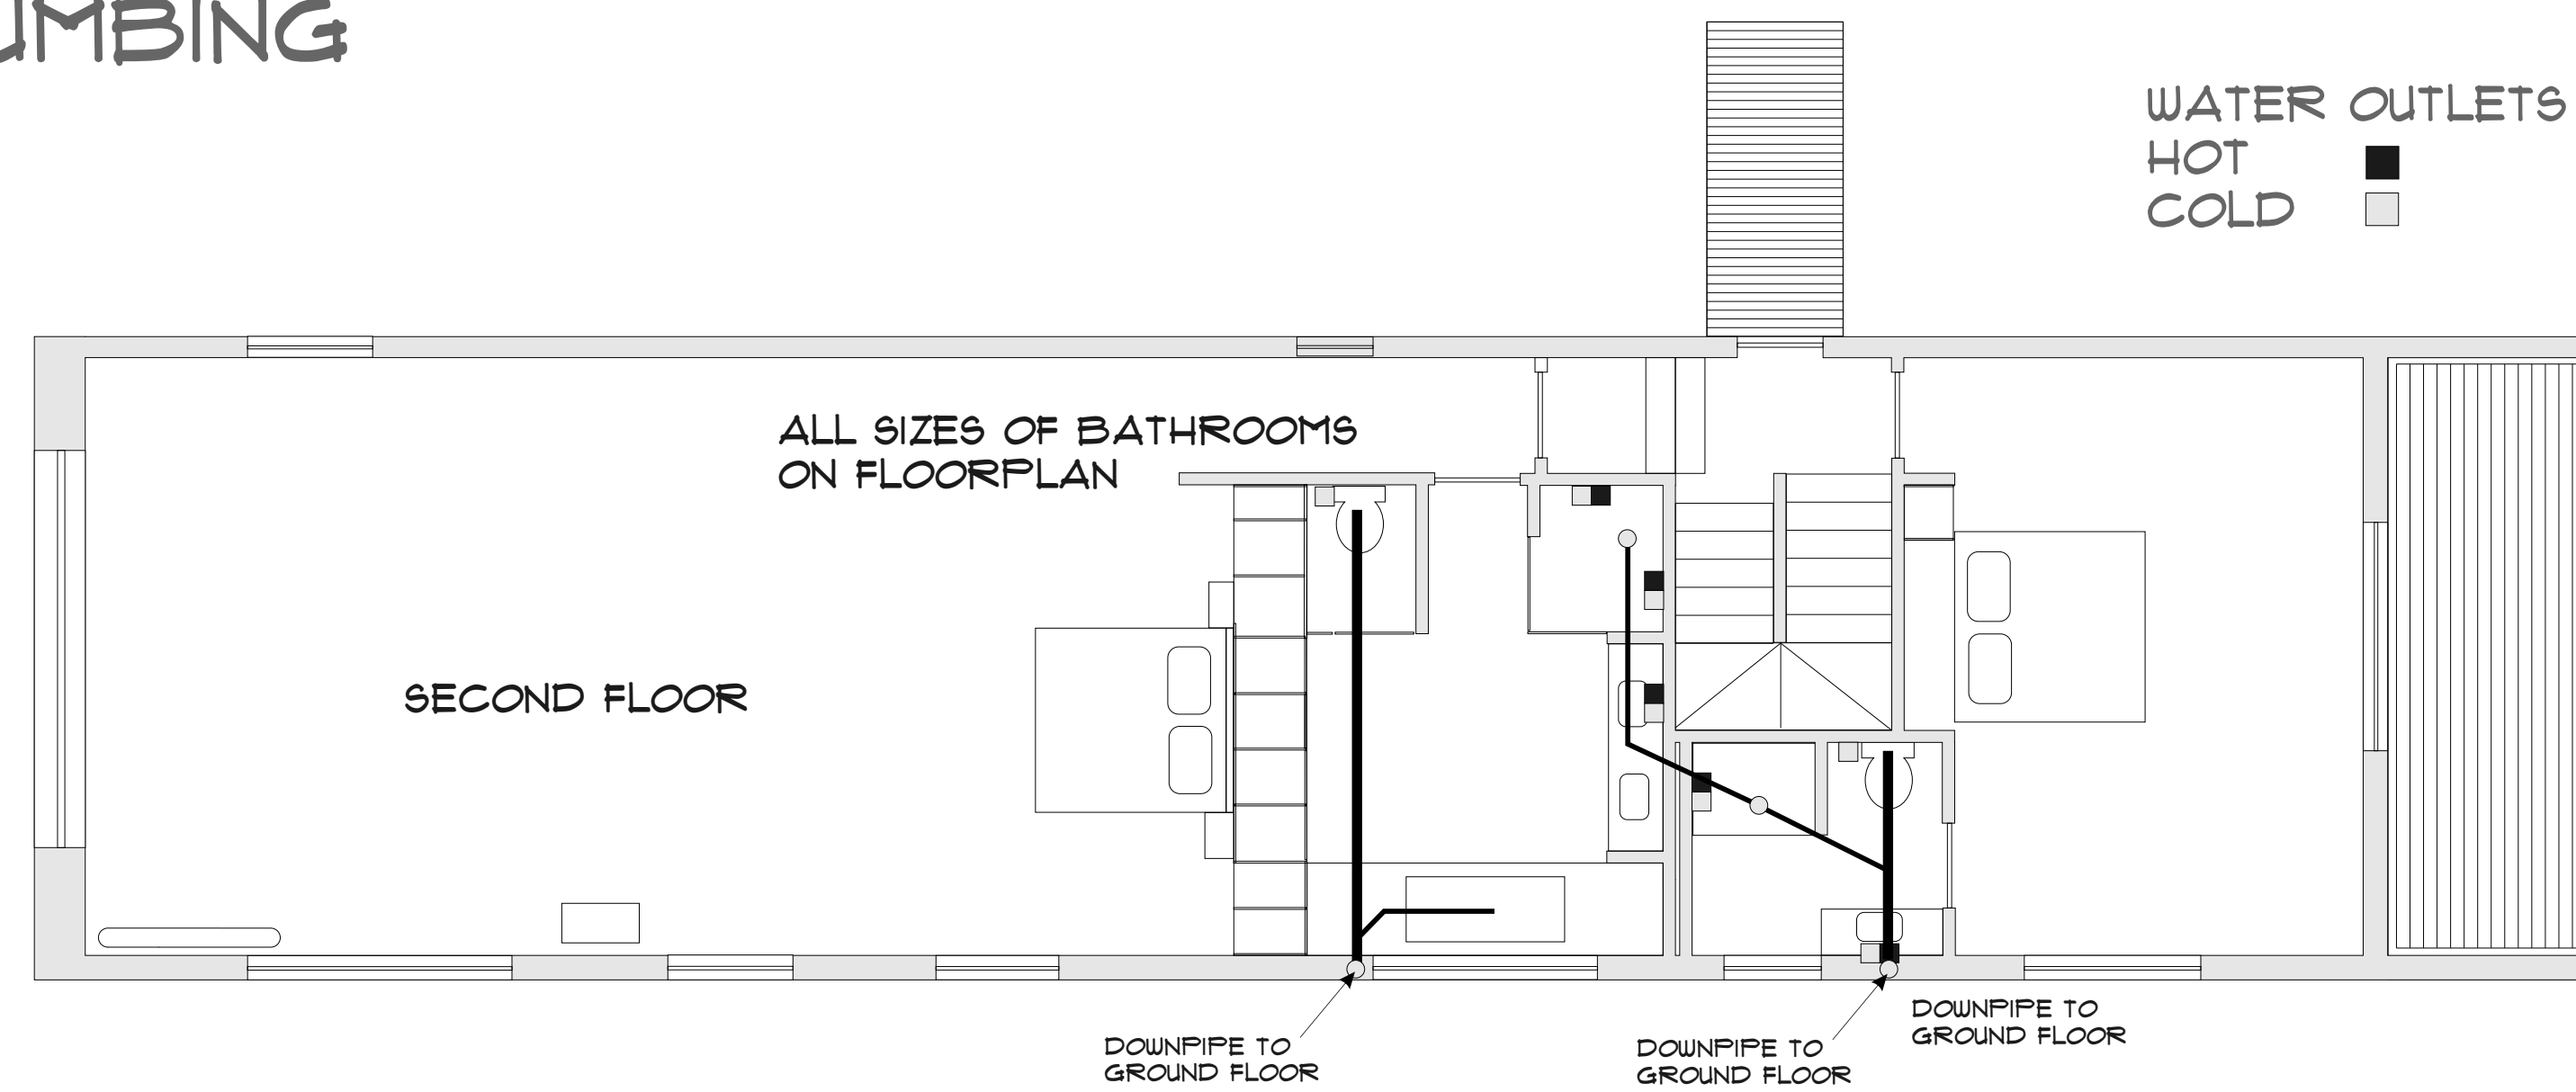 UMBING
WATER OUTLETS
HOT
COLD
ALL SIZES OF BATHROOMS
ON FLOORPLAN
SECOND FLOOR
DOWNPIPE TO
GROUND FLOOR
DOWNPIPE TO
GROUND FLOOR
DOWNPIPE TO
GROUND FLOOR